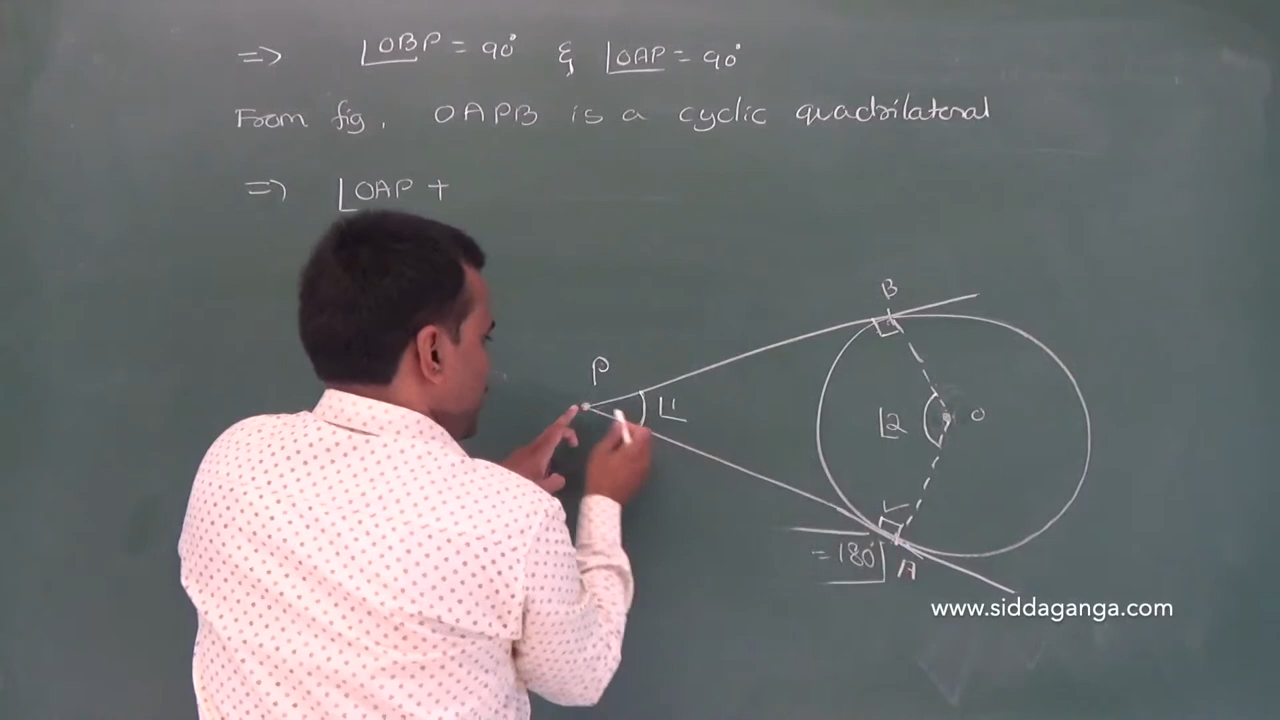 => ∠OBP = 90° & ∠OAP = 90°
From fig, OAPB is a cyclic quadrilateral
=> ∠OAP +
B
P
∠1
∠2
O
= 180°
A
www.siddaganga.com